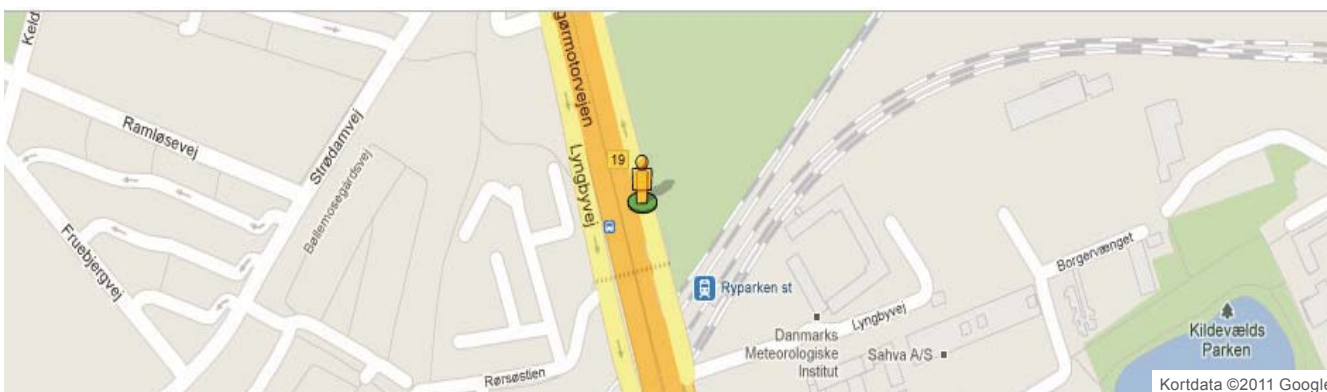 Keld
Ramløsevej
Strødamvej
Bøllemosegårdsvej
Fruebjergvej
gørmotorvejen
Lyngbyvej
19
Rørsøstien
Ryparken st
Danmarks
Meteorologiske
Institut
Lyngbyvej
Sahva A/S
Borgervænget
Kildevælds
Parken
Kortdata ©2011 Google